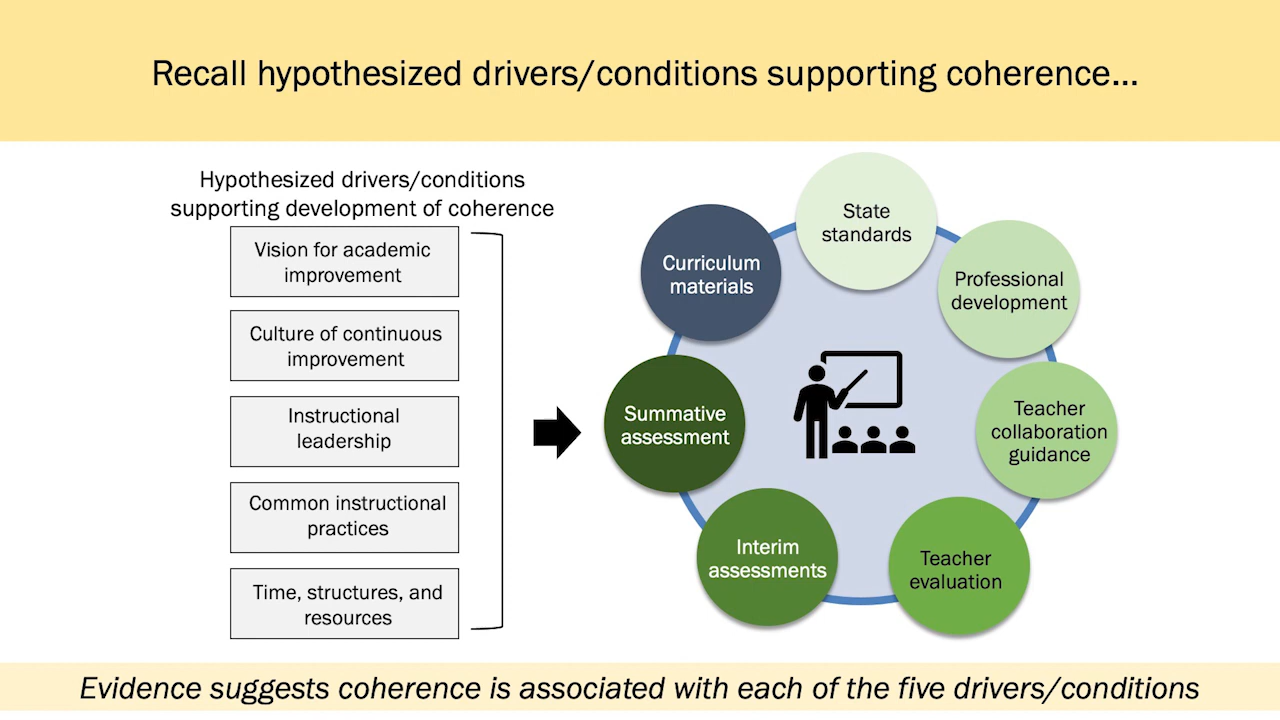 Recall hypothesized drivers/conditions supporting coherence...
Hypothesized drivers/conditions
supporting development of coherence
Vision for academic
improvement
Culture of continuous
improvement
Instructional
leadership
Common instructional
practices
Time, structures, and
resources
State
standards
Professional
development
Teacher
collaboration
guidance
Teacher
evaluation
Interim
assessments
Summative
assessment
Curriculum
materials
Evidence suggests coherence is associated with each of the five drivers/conditions